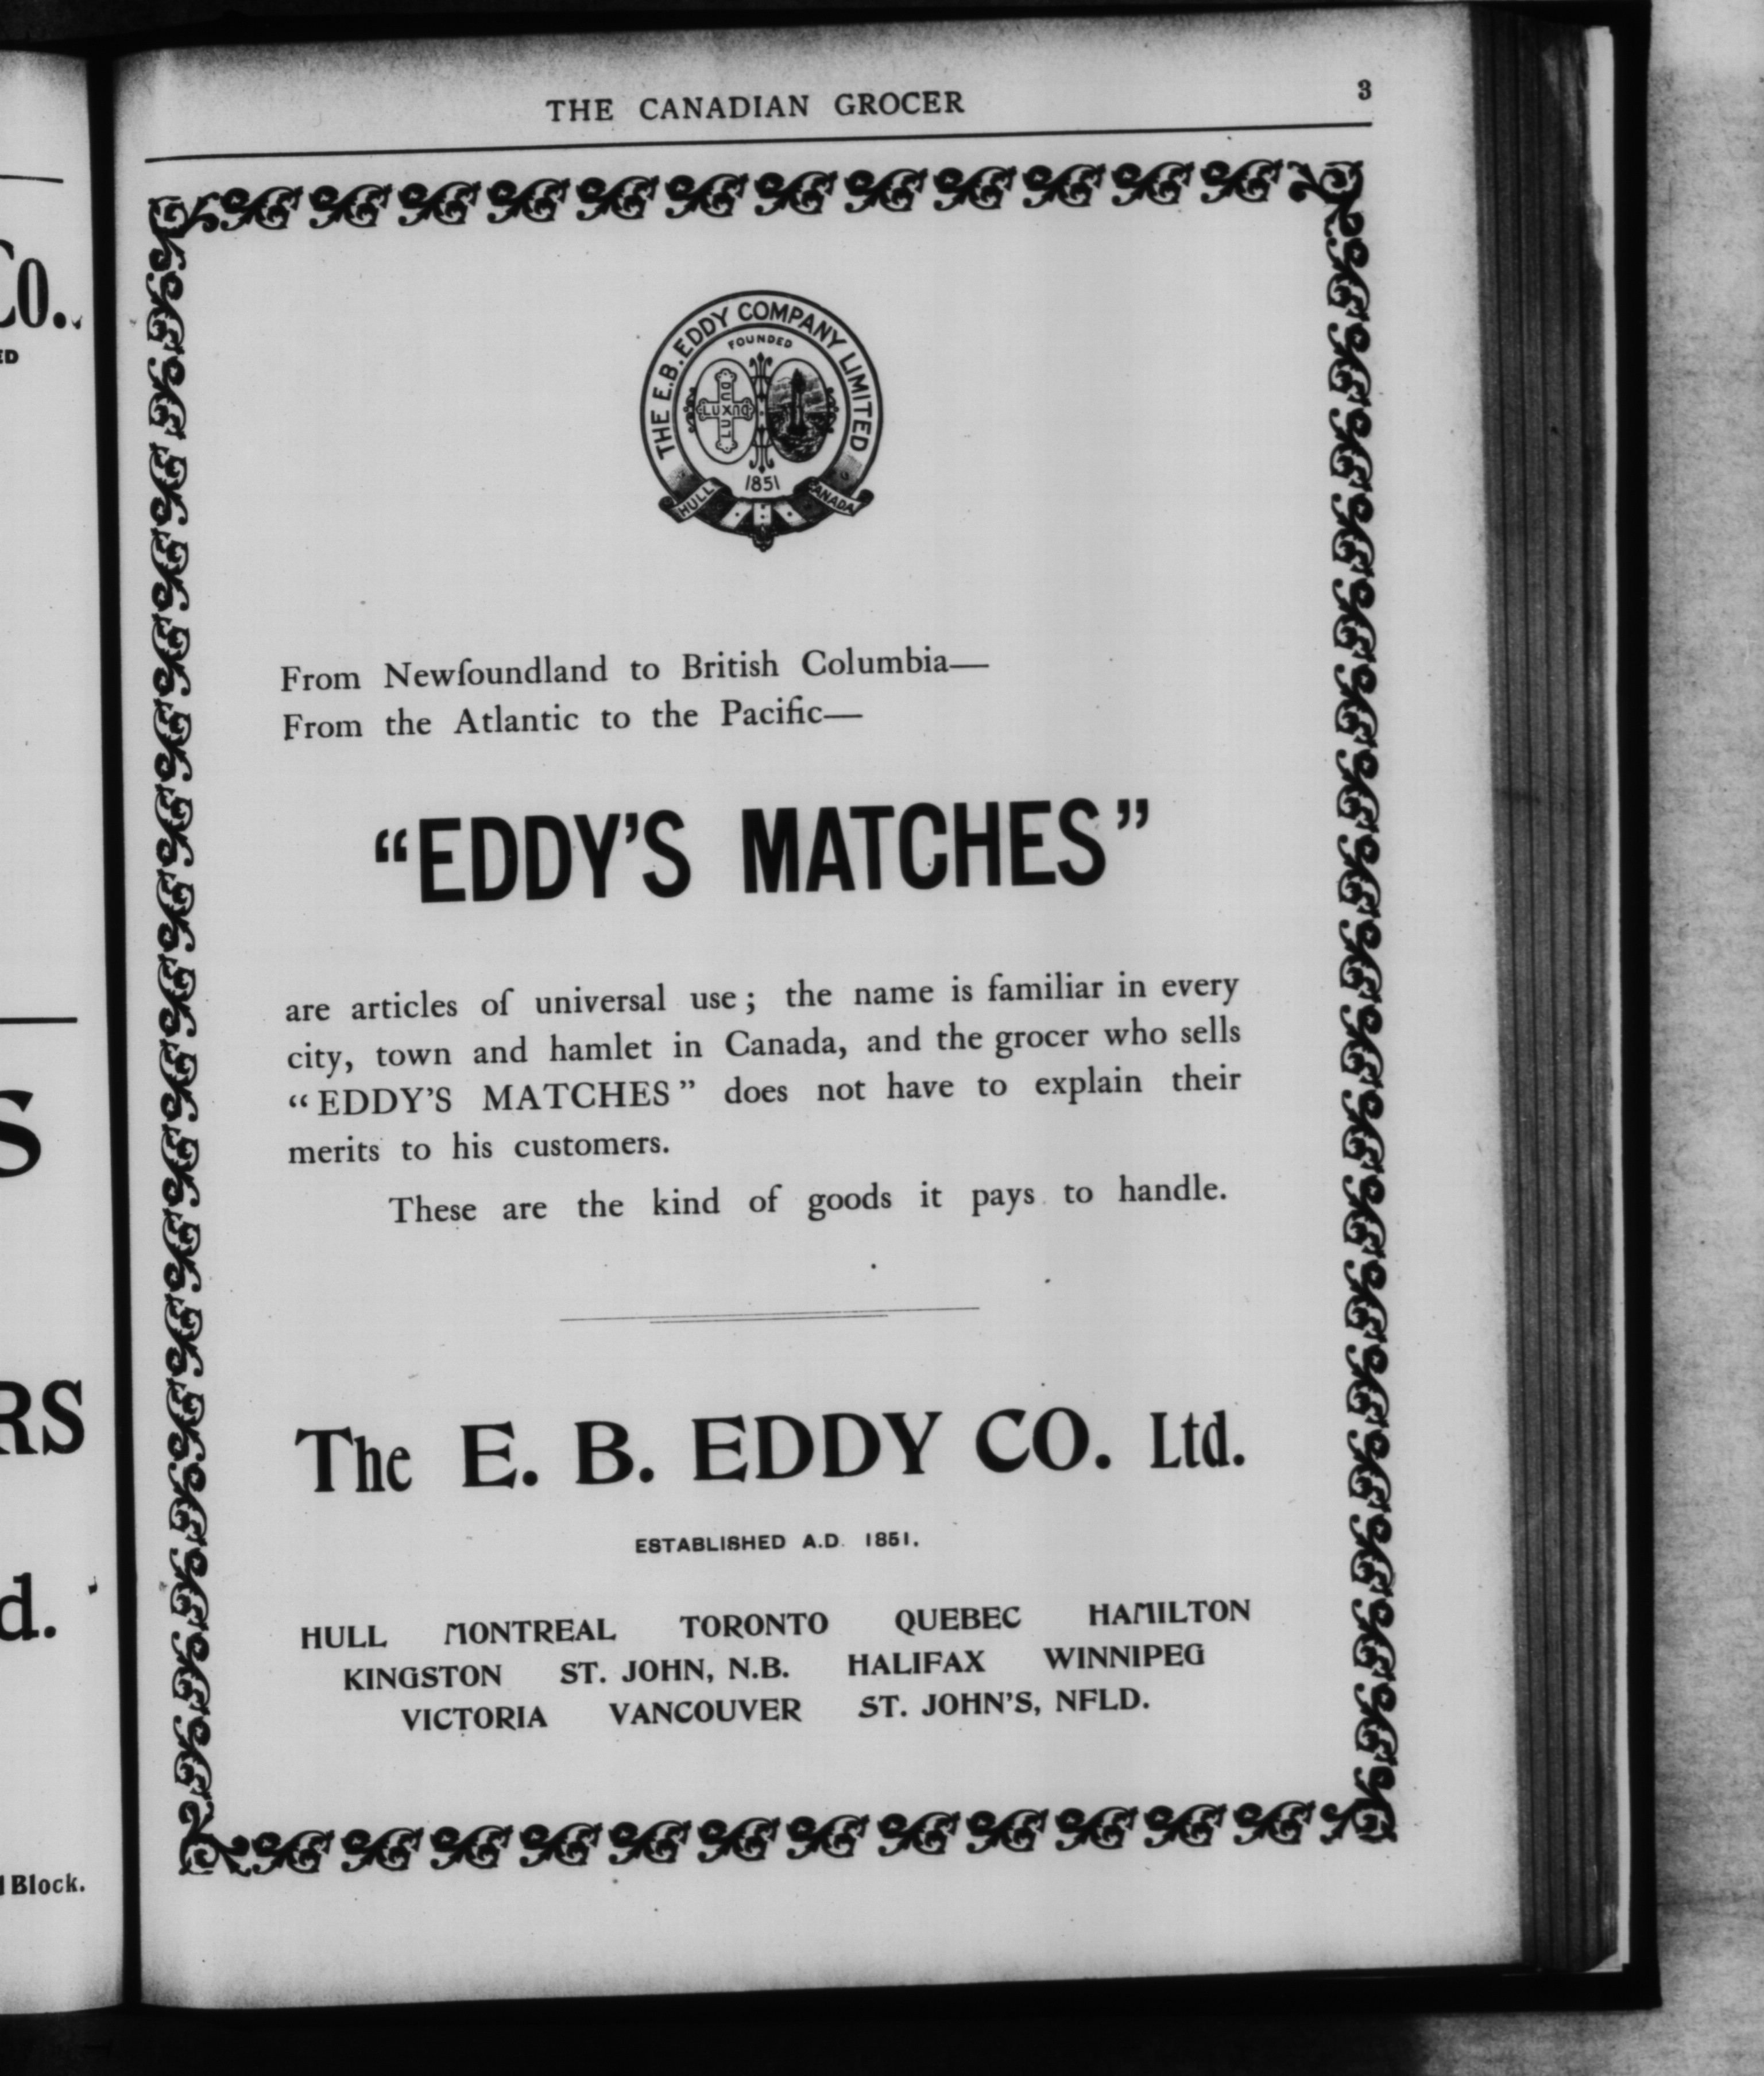 THE CANADIAN GROCER
3
THE E.B. EDDY COMPANY LIMITED
FOUNDED
LUX DUX
1851
HULL CANADA
From Newfoundland to British Columbia—
From the Atlantic to the Pacific—
“EDDY’S MATCHES”
are articles of universal use; the name is familiar in every
city, town and hamlet in Canada, and the grocer who sells
“EDDY’S MATCHES” does not have to explain their
merits to his customers.
These are the kind of goods it pays to handle.
The E. B. EDDY CO. Ltd.
ESTABLISHED A.D. 1851.
HULL MONTREAL TORONTO QUEBEC HAMILTON
KINGSTON ST. JOHN, N.B. HALIFAX WINNIPEG
VICTORIA VANCOUVER ST. JOHN’S, NFLD.
Co.
ED
S
RS
d.
Block.